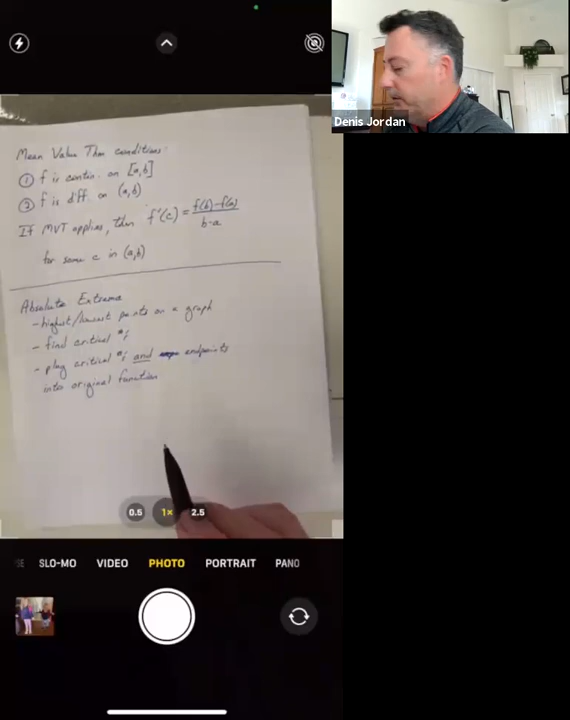 Denis Jordan
Mean Value Thm conditions:
① f is contin. on [a,b]
② f is diff. on (a,b)
If MVT applies, then f'(c) = f(b)-f(a) / b-a
for some c in (a,b)
Absolute Extrema
- highest/lowest points on a graph
- find critical #s
- plug critical #s and endpoints
into original function
0.5 1× 2.5
SLO-MO VIDEO PHOTO PORTRAIT PANO